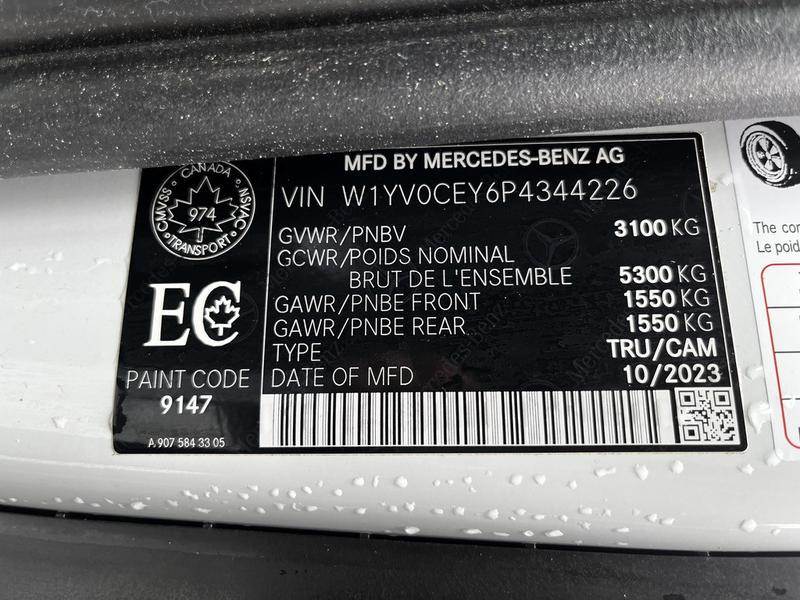 MFD BY MERCEDES-BENZ AG
CANADA
CMVSS
974
NSVAC
TRANSPORT
VIN W1YV0CEY6P4344226
GVWR/PNBV 3100 KG
GCWR/POIDS NOMINAL
BRUT DE L'ENSEMBLE 5300 KG
GAWR/PNBE FRONT 1550 KG
GAWR/PNBE REAR 1550 KG
TYPE TRU/CAM
DATE OF MFD 10/2023
EC
PAINT CODE
9147
A 907 584 33 05
The com
Le poid